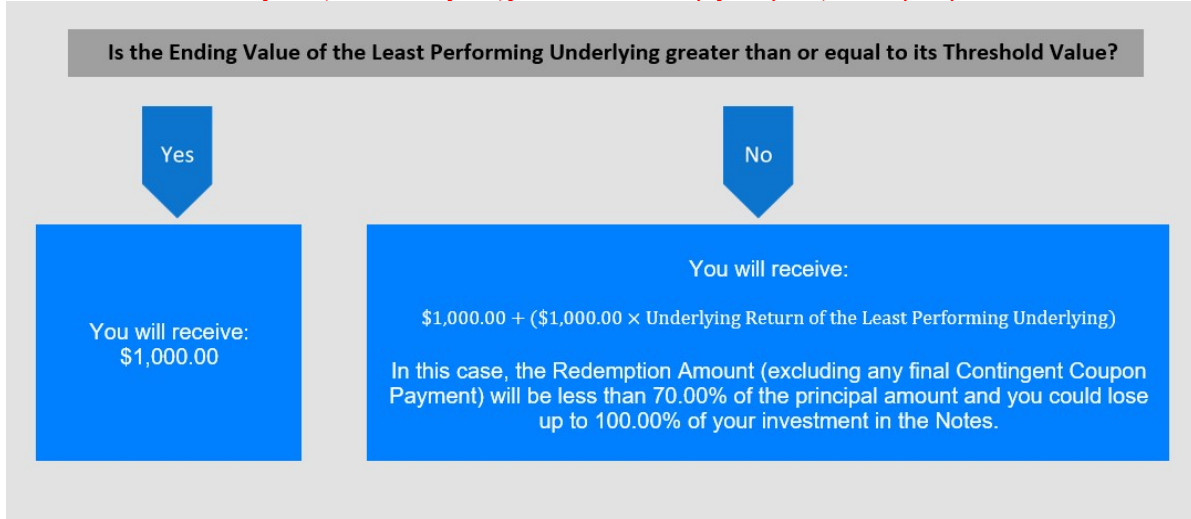 Is the Ending Value of the Least Performing Underlying greater than or equal to its Threshold Value?
Yes
No
You will receive:
$1,000.00
You will receive:
$1,000.00 + ($1,000.00 × Underlying Return of the Least Performing Underlying)
In this case, the Redemption Amount (excluding any final Contingent Coupon
Payment) will be less than 70.00% of the principal amount and you could lose
up to 100.00% of your investment in the Notes.